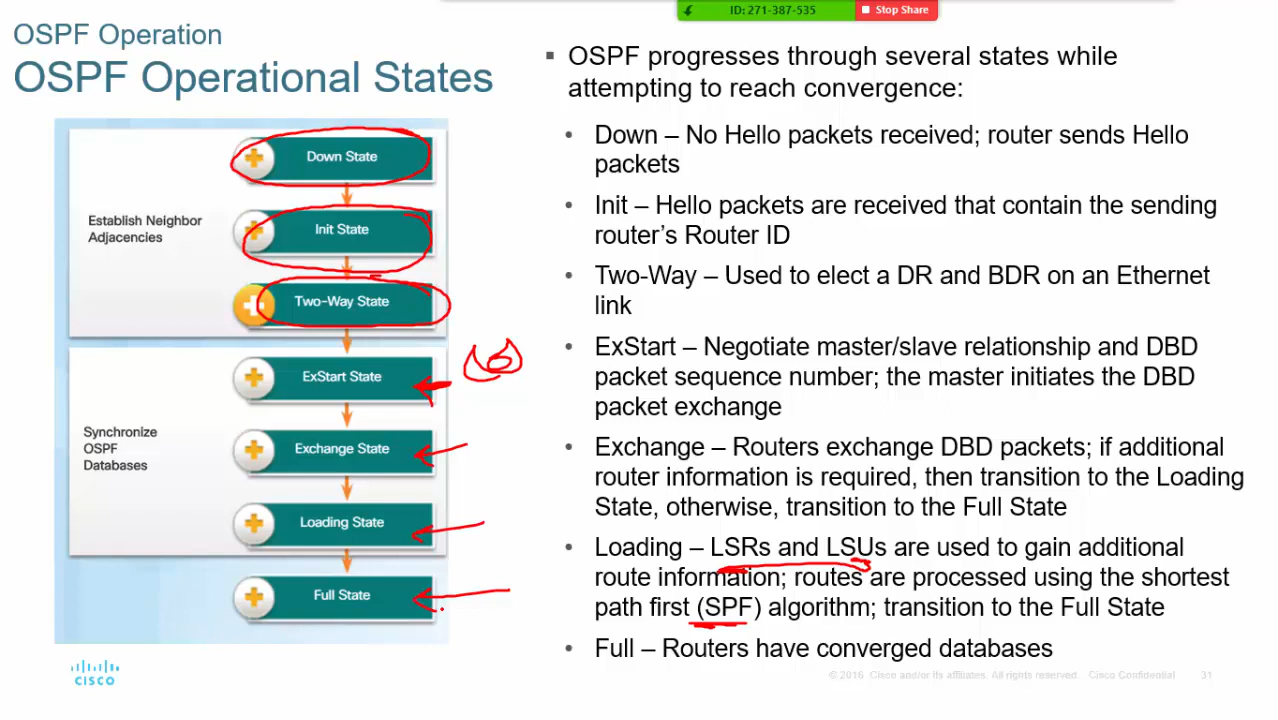 ID: 271-387-535
Stop Share
OSPF Operation
OSPF Operational States
Down State
Init State
Establish Neighbor
Adjacencies
Two-Way State
ExStart State
Exchange State
Synchronize
OSPF
Databases
Loading State
Full State
OSPF progresses through several states while
attempting to reach convergence:
Down – No Hello packets received; router sends Hello
packets
Init – Hello packets are received that contain the sending
router’s Router ID
Two-Way – Used to elect a DR and BDR on an Ethernet
link
ExStart – Negotiate master/slave relationship and DBD
packet sequence number; the master initiates the DBD
packet exchange
Exchange – Routers exchange DBD packets; if additional
router information is required, then transition to the Loading
State, otherwise, transition to the Full State
Loading – LSRs and LSUs are used to gain additional
route information; routes are processed using the shortest
path first (SPF) algorithm; transition to the Full State
Full – Routers have converged databases
CISCO
© 2016 Cisco and/or its affiliates. All rights reserved. Cisco Confidential 31